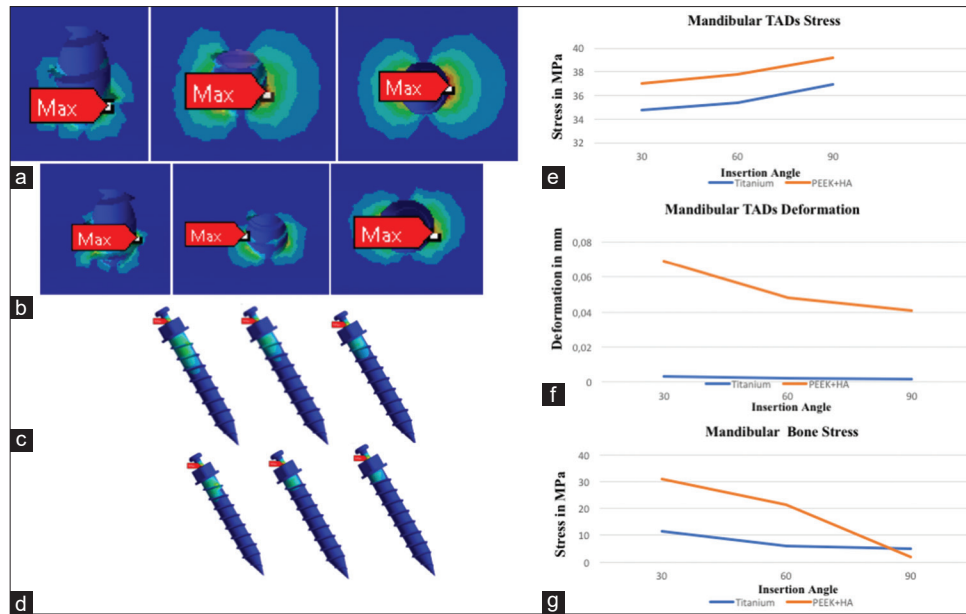 Max
Max
Max
a
Max
Max
Max
b
c
d
Mandibular TADs Stress
Stress in MPa
40
38
36
34
32
30 60 90
Insertion Angle
Titanium PEEK+HA
e
Mandibular TADs Deformation
Deformation in mm
0,08
0,06
0,04
0,02
0
30 60 90
Titanium PEEK+HA
Insertion Angle
f
Mandibular Bone Stress
Stress in MPa
40
30
20
10
0
30 60 90
Insertion Angle
Titanium PEEK+HA
g